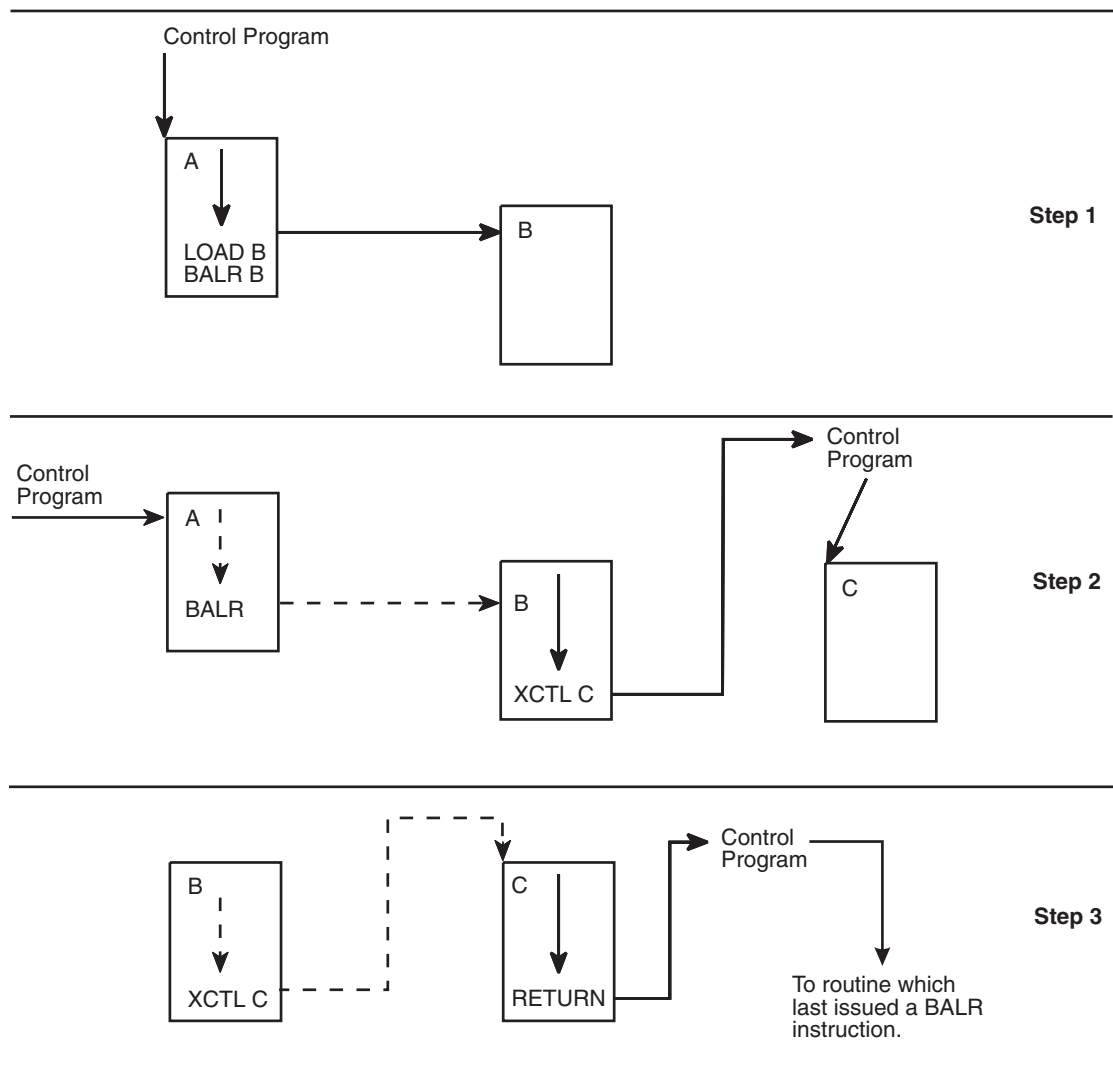 Control Program
A
LOAD B
BALR B
B
Step 1
Control
Program
A
BALR
B
XCTL C
Control
Program
C
Step 2
B
XCTL C
C
RETURN
Control
Program
To routine which
last issued a BALR
instruction.
Step 3